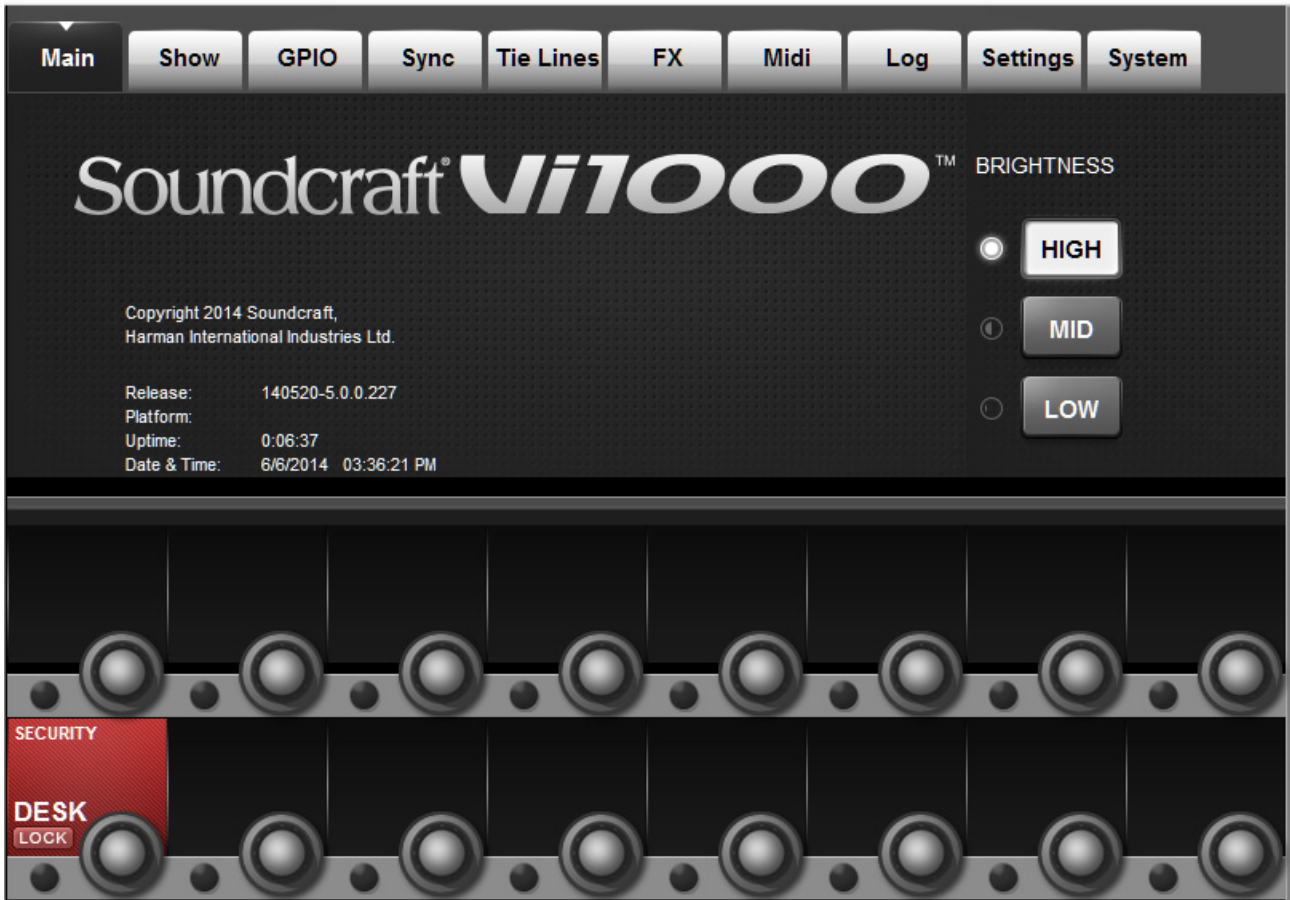 Main Show GPIO Sync Tie Lines FX Midi Log Settings System
Soundcraft® Vi1000™
BRIGHTNESS
HIGH
MID
LOW
Copyright 2014 Soundcraft,
Harman International Industries Ltd.
Release: 140520-5.0.0.227
Platform:
Uptime: 0:06:37
Date & Time: 6/6/2014 03:36:21 PM
SECURITY
DESK
LOCK